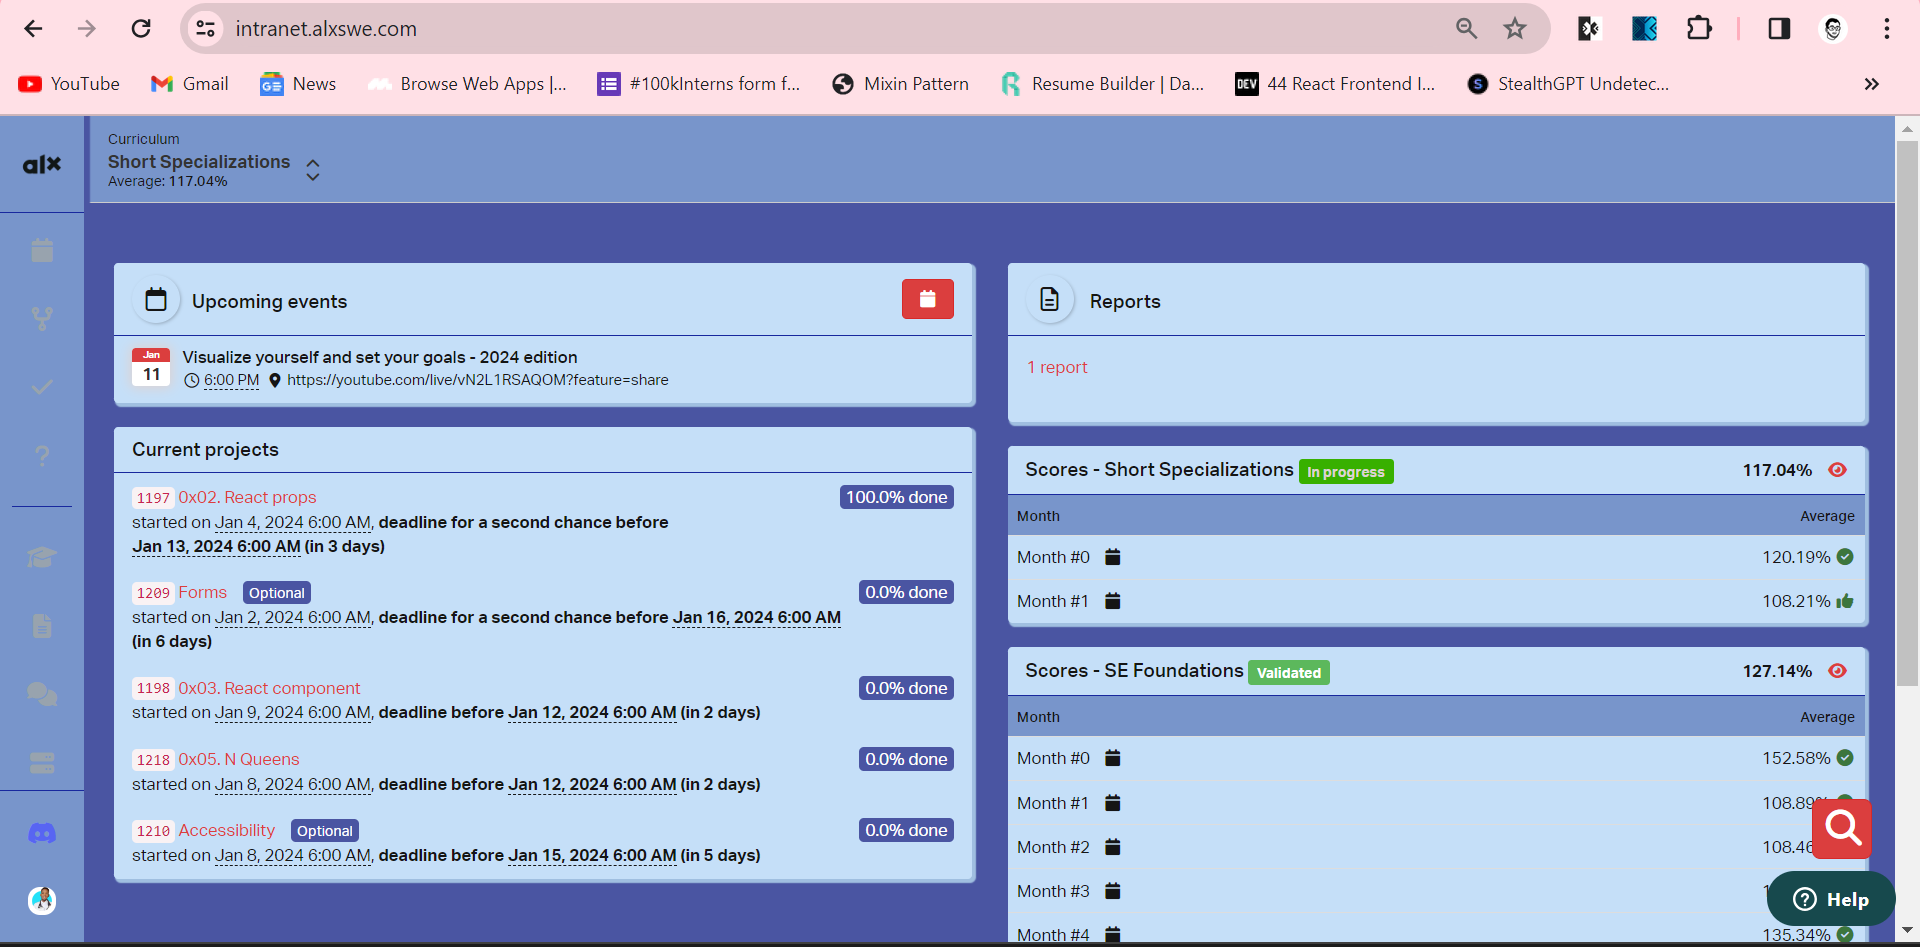 intranet.alxswe.com
YouTube
Gmail
News
Browse Web Apps |...
#100kInterns form f...
Mixin Pattern
Resume Builder | Da...
DEV
44 React Frontend I...
S
StealthGPT Undetec...
alx
Curriculum
Short Specializations
Average: 117.04%
Upcoming events
Jan
11
Visualize yourself and set your goals - 2024 edition
6:00 PM https://youtube.com/live/vN2L1RSAQOM?feature=share
Current projects
1197 0x02. React props 100.0% done
started on Jan 4, 2024 6:00 AM, deadline for a second chance before
Jan 13, 2024 6:00 AM (in 3 days)
1209 Forms Optional 0.0% done
started on Jan 2, 2024 6:00 AM, deadline for a second chance before Jan 16, 2024 6:00 AM
(in 6 days)
1198 0x03. React component 0.0% done
started on Jan 9, 2024 6:00 AM, deadline before Jan 12, 2024 6:00 AM (in 2 days)
1218 0x05. N Queens 0.0% done
started on Jan 8, 2024 6:00 AM, deadline before Jan 12, 2024 6:00 AM (in 2 days)
1210 Accessibility Optional 0.0% done
started on Jan 8, 2024 6:00 AM, deadline before Jan 15, 2024 6:00 AM (in 5 days)
Reports
1 report
Scores - Short Specializations In progress 117.04%
Month Average
Month #0 120.19%
Month #1 108.21%
Scores - SE Foundations Validated 127.14%
Month Average
Month #0 152.58%
Month #1 108.89%
Month #2 108.46
Month #3
Month #4 135.34%
Help